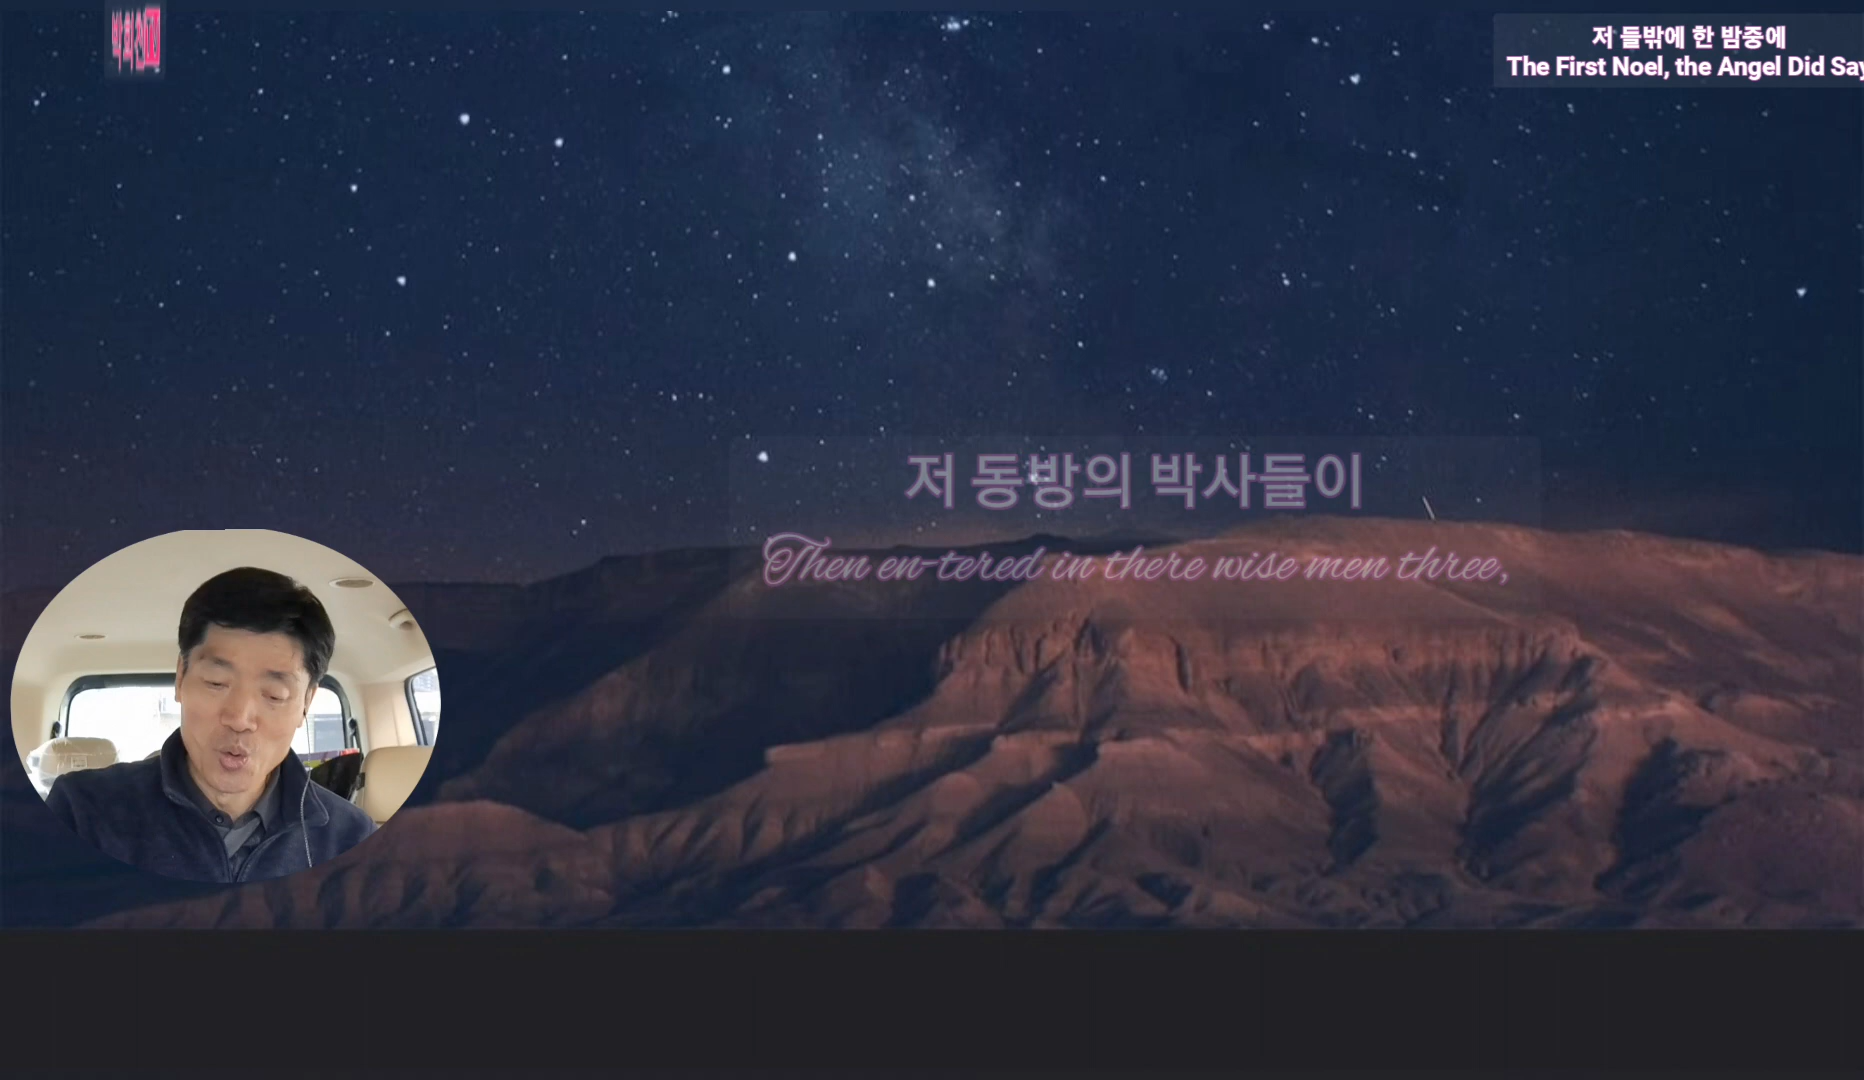 저 들밖에 한 밤중에
The First Noel, the Angel Did Say
저 동방의 박사들이
Then en-tered in there wise men three,